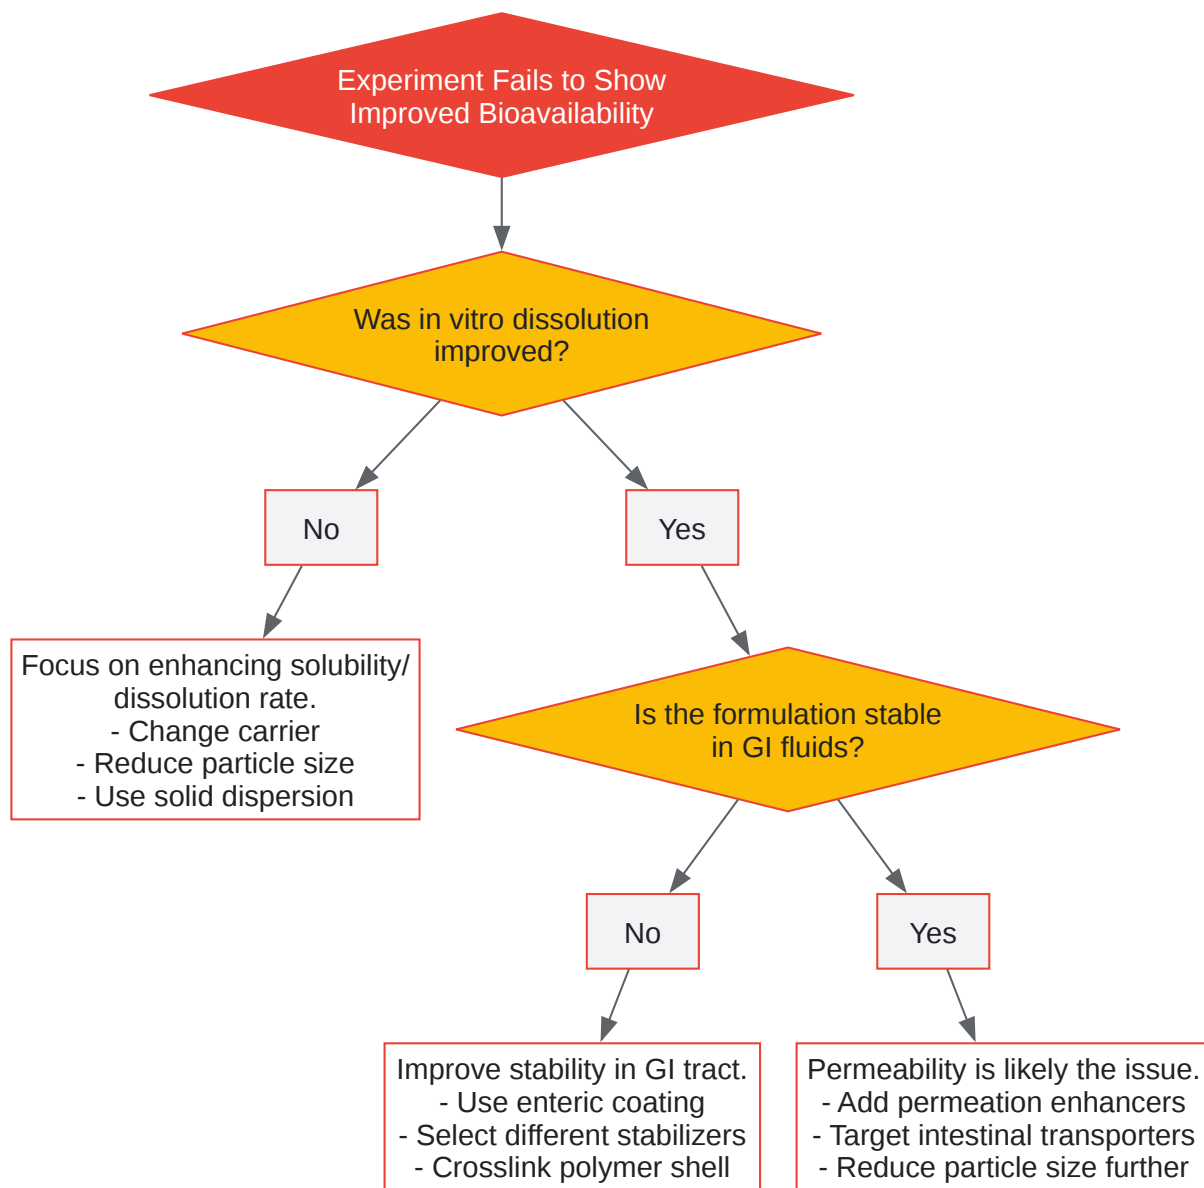 Experiment Fails to Show
Improved Bioavailability
Was in vitro dissolution
improved?
No
Yes
Focus on enhancing solubility/
dissolution rate.
- Change carrier
- Reduce particle size
- Use solid dispersion
Is the formulation stable
in GI fluids?
No
Yes
Improve stability in GI tract.
- Use enteric coating
- Select different stabilizers
- Crosslink polymer shell
Permeability is likely the issue.
- Add permeation enhancers
- Target intestinal transporters
- Reduce particle size further